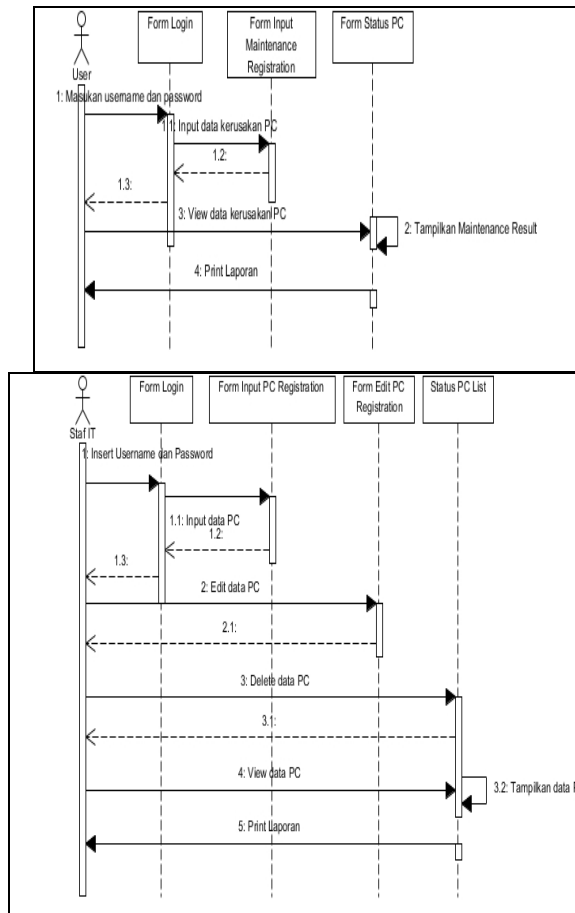 Form Login
Form Input
Maintenance
Registration
Form Status PC
User
1: Masukan username dan password
1.1: Input data kerusakan PC
1.2:
1.3:
3: View data kerusakan PC
2: Tampilkan Maintenance Result
4: Print Laporan
Form Login
Form Input PC Registration
Form Edit PC
Registration
Status PC List
Staf IT
1: Insert Username dan Password
1.1: Input data PC
1.2:
1.3:
2: Edit data PC
2.1:
3: Delete data PC
3.1:
4: View data PC
3.2: Tampilkan data P
5: Print Laporan